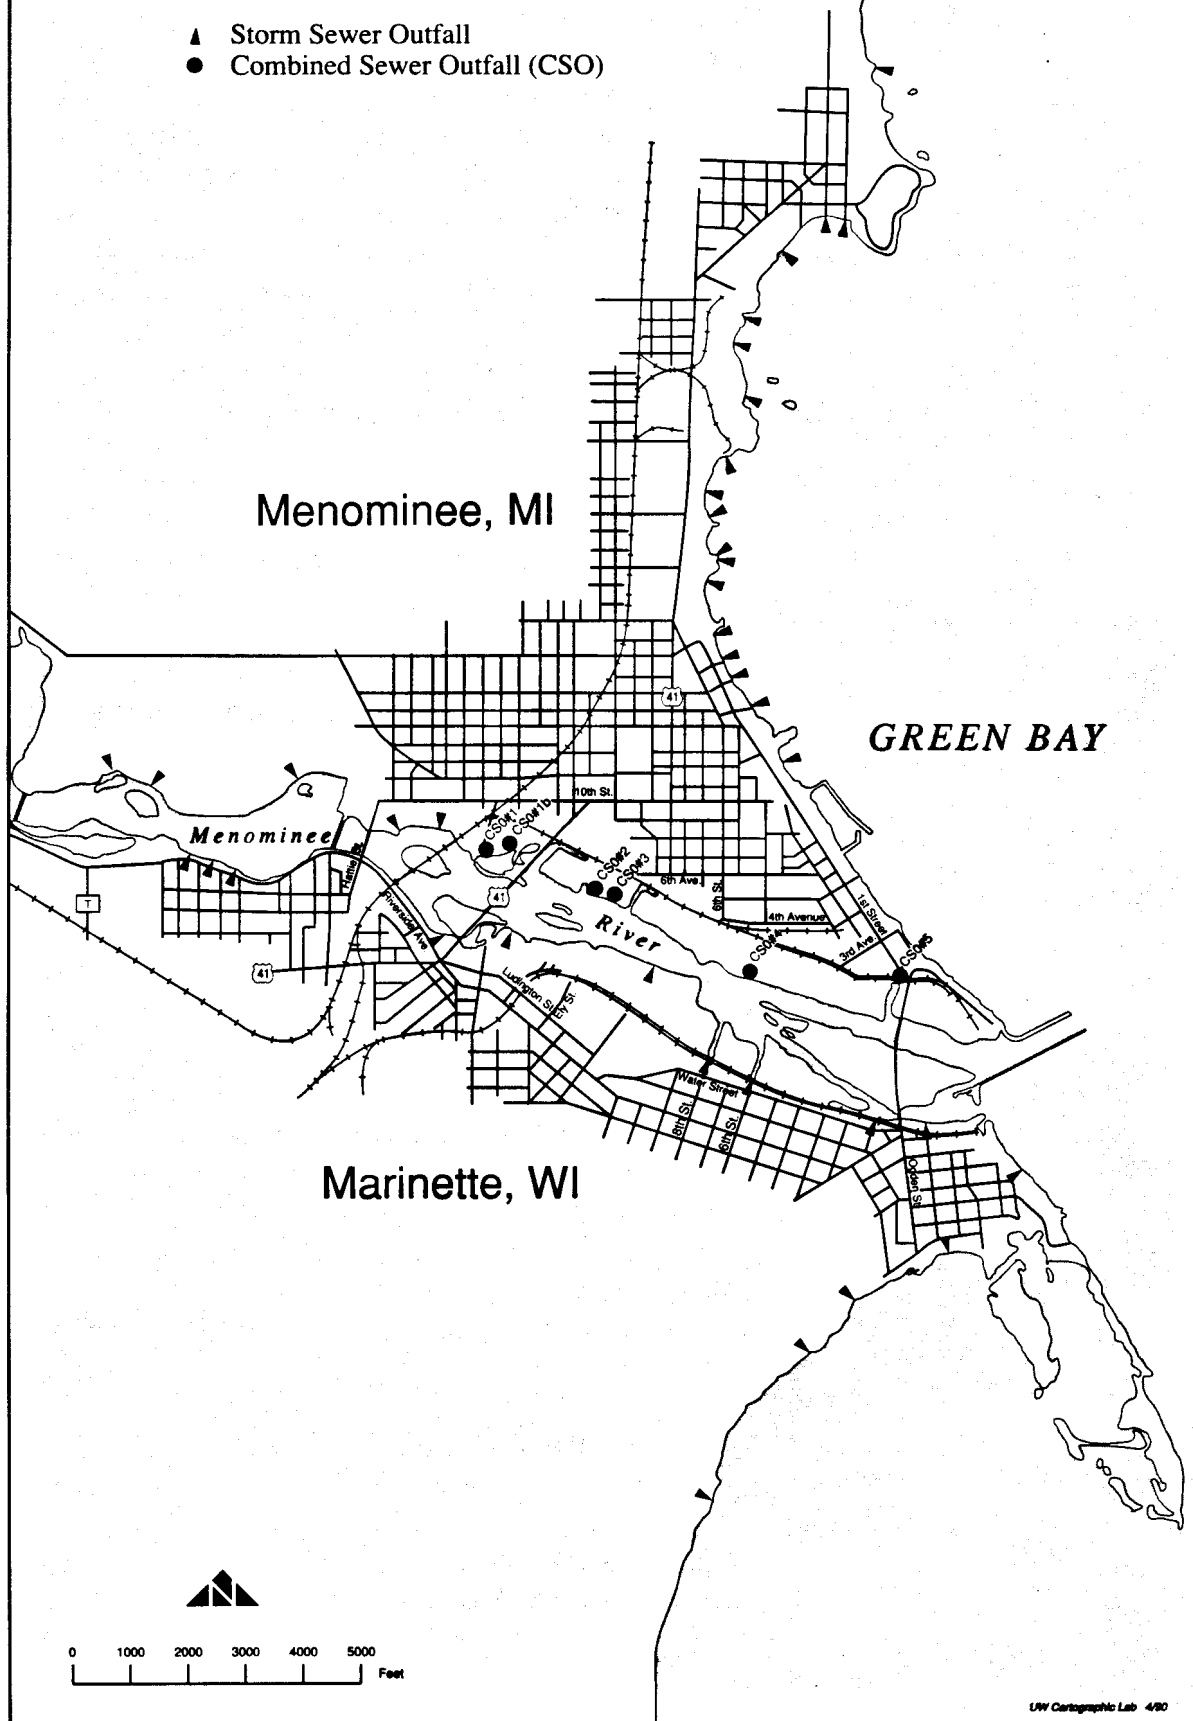 Storm Sewer Outfall
Combined Sewer Outfall (CSO)
Menominee, MI
41
GREEN BAY
10th St.
Menominee
CSO#1
CSO#1b
Hattie St.
CSO#2
CSO#3
6th Ave.
6th St.
41
T
Riverside Ave.
River
4th Avenue
1st Street
3rd Ave.
CSO#4
CSO#5
41
Ludington St.
Ely St.
Water Street
8th St.
6th St.
Marinette, WI
Ogden St.
N
0 1000 2000 3000 4000 5000
Feet
UW Cartographic Lab 4/90